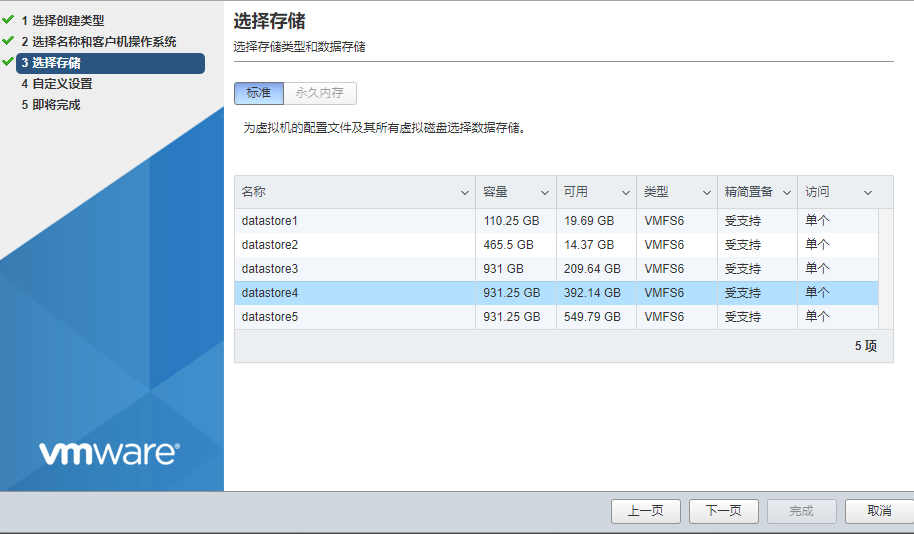 1 选择创建类型
2 选择名称和客户机操作系统
3 选择存储
4 自定义设置
5 即将完成
vmware®
选择存储
选择存储类型和数据存储
标准 永久内存
为虚拟机的配置文件及其所有虚拟磁盘选择数据存储。
名称 容量 可用 类型 精简置备 访问
datastore1 110.25 GB 19.69 GB VMFS6 受支持 单个
datastore2 465.5 GB 14.37 GB VMFS6 受支持 单个
datastore3 931 GB 209.64 GB VMFS6 受支持 单个
datastore4 931.25 GB 392.14 GB VMFS6 受支持 单个
datastore5 931.25 GB 549.79 GB VMFS6 受支持 单个
5 项
上一页 下一页 完成 取消